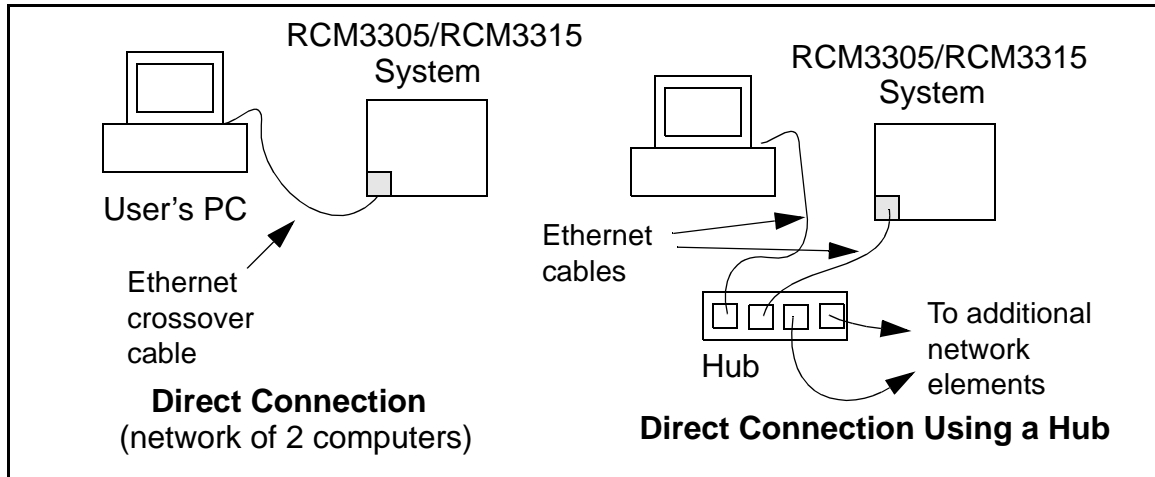 RCM3305/RCM3315
System
User's PC
Ethernet
crossover
cable
Direct Connection
(network of 2 computers)
RCM3305/RCM3315
System
Ethernet
cables
Hub
To additional
network
elements
Direct Connection Using a Hub